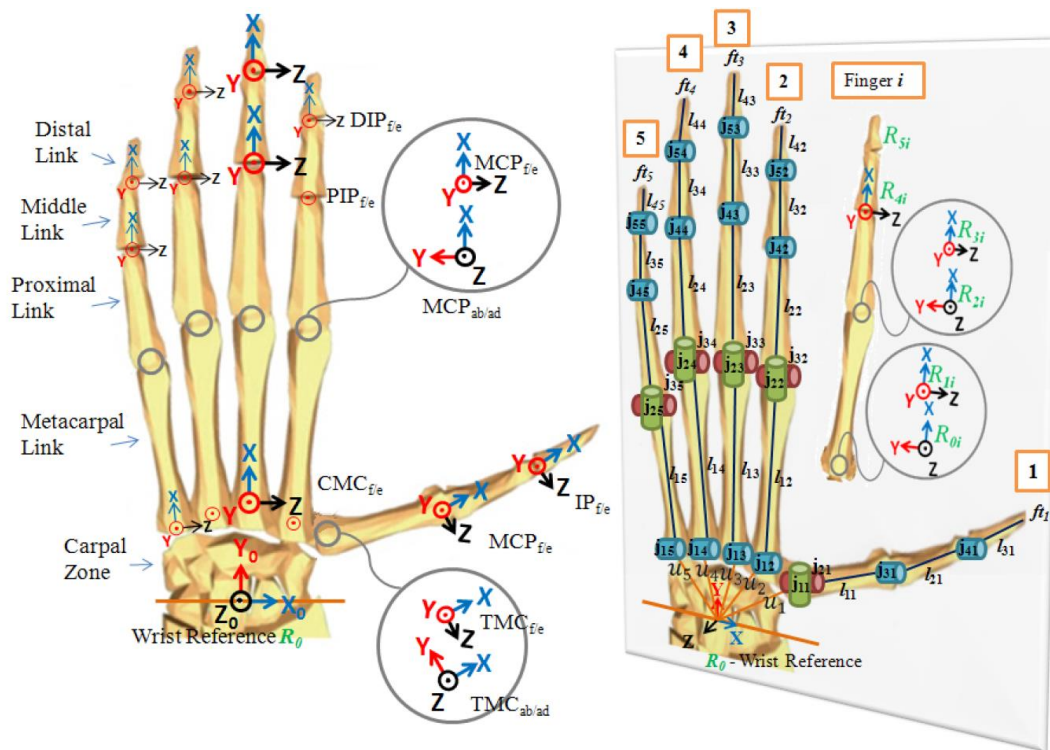 X
Y
Z
X
Y
Z
X
Y
Z
X
Y
Z
DIP f/e
Distal
Link
X
Y
Z
X
Y
Z
PIP f/e
Middle
Link
X
Y
Z
Proximal
Link
X
MCP f/e
Y
Z
X
Y
Z
MCP ab/ad
Metacarpal
Link
X
Y
Z
X
Y
Z
CMC f/e
Y
X
Z
MCP f/e
Y
X
Z
IP f/e
Carpal
Zone
Y0
Z0
X0
Wrist Reference R0
Y
X
TMC f/e
Z
Y
X
Z
TMC ab/ad
3
4
2
5
1
ft3
ft4
ft2
ft5
ft1
l43
j53
l33
j43
l23
j33
j23
l13
j13
l44
j54
l34
j44
l24
j34
j24
l14
j14
l42
j52
l32
j42
l22
j32
j22
l12
j12
l45
j55
l35
j45
l25
j35
j25
l15
j15
u5
u4
u3
u2
u1
j21
j11
l11
j31
l21
j41
l31
Y
Z
X
R0 - Wrist Reference
Finger i
R5i
X
R4i
Y
Z
X
R3i
Y
Z
X
R2i
Y
Z
X
R1i
Y
Z
X
R0i
Y
Z